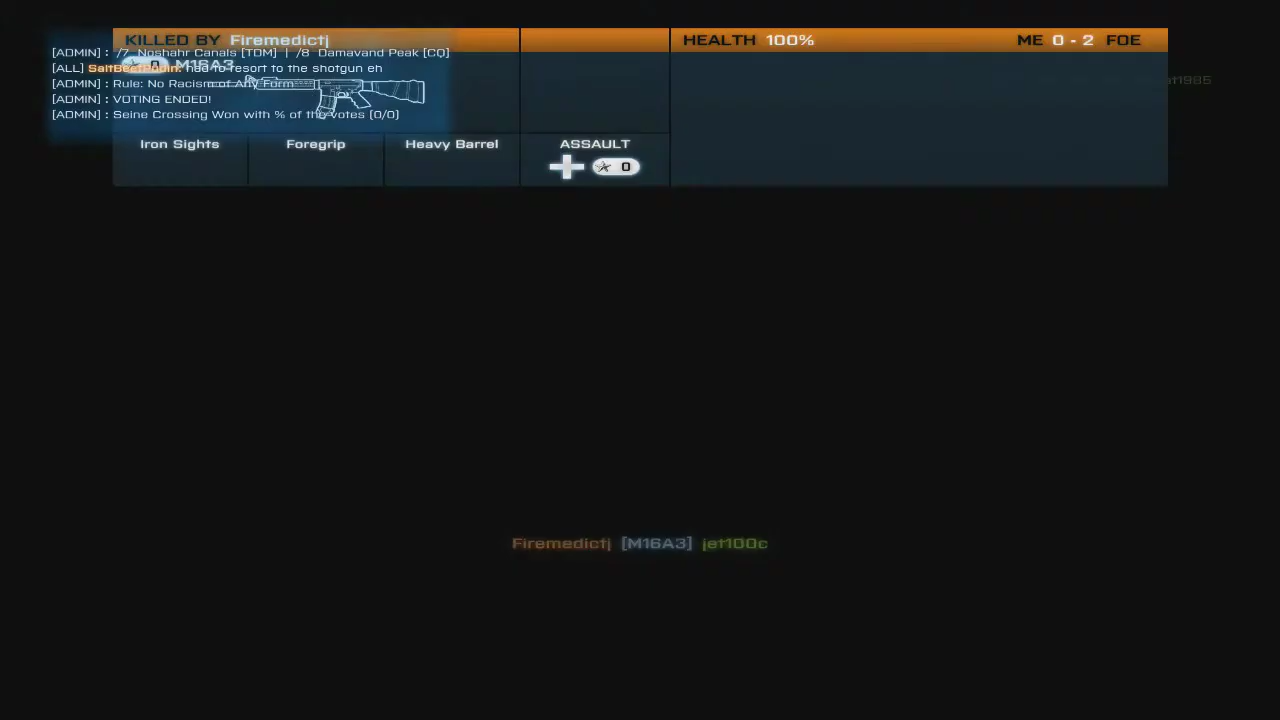 KILLED BY Firemedictj
HEALTH 100%
ME 0 - 2 FOE
[ADMIN] : /7 Noshahr Canals [TDM] | /8 Damavand Peak [CQ]
0 M16A3
[ALL] had to resort to the shotgun eh
[ADMIN] : Rule: No Racism of Any Form
[ADMIN] : VOTING ENDED!
[ADMIN] : Seine Crossing Won with % of the votes [0/0]
Iron Sights
Foregrip
Heavy Barrel
ASSAULT
0
Firemedictj [M16A3] jet100c